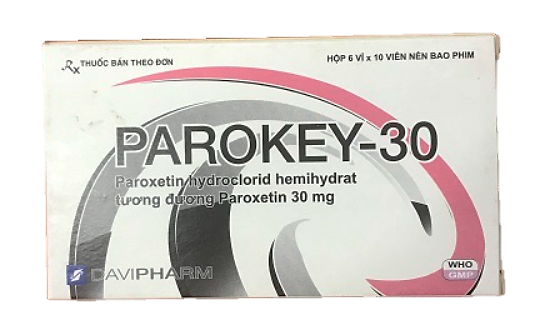 Rx THUỐC BÁN THEO ĐƠN
HỘP 6 VỈ x 10 VIÊN NÉN BAO PHIM
PAROKEY-30
Paroxetin hydroclorid hemihydrat
tương đương Paroxetin 30 mg
DAVIPHARM
WHO
GMP